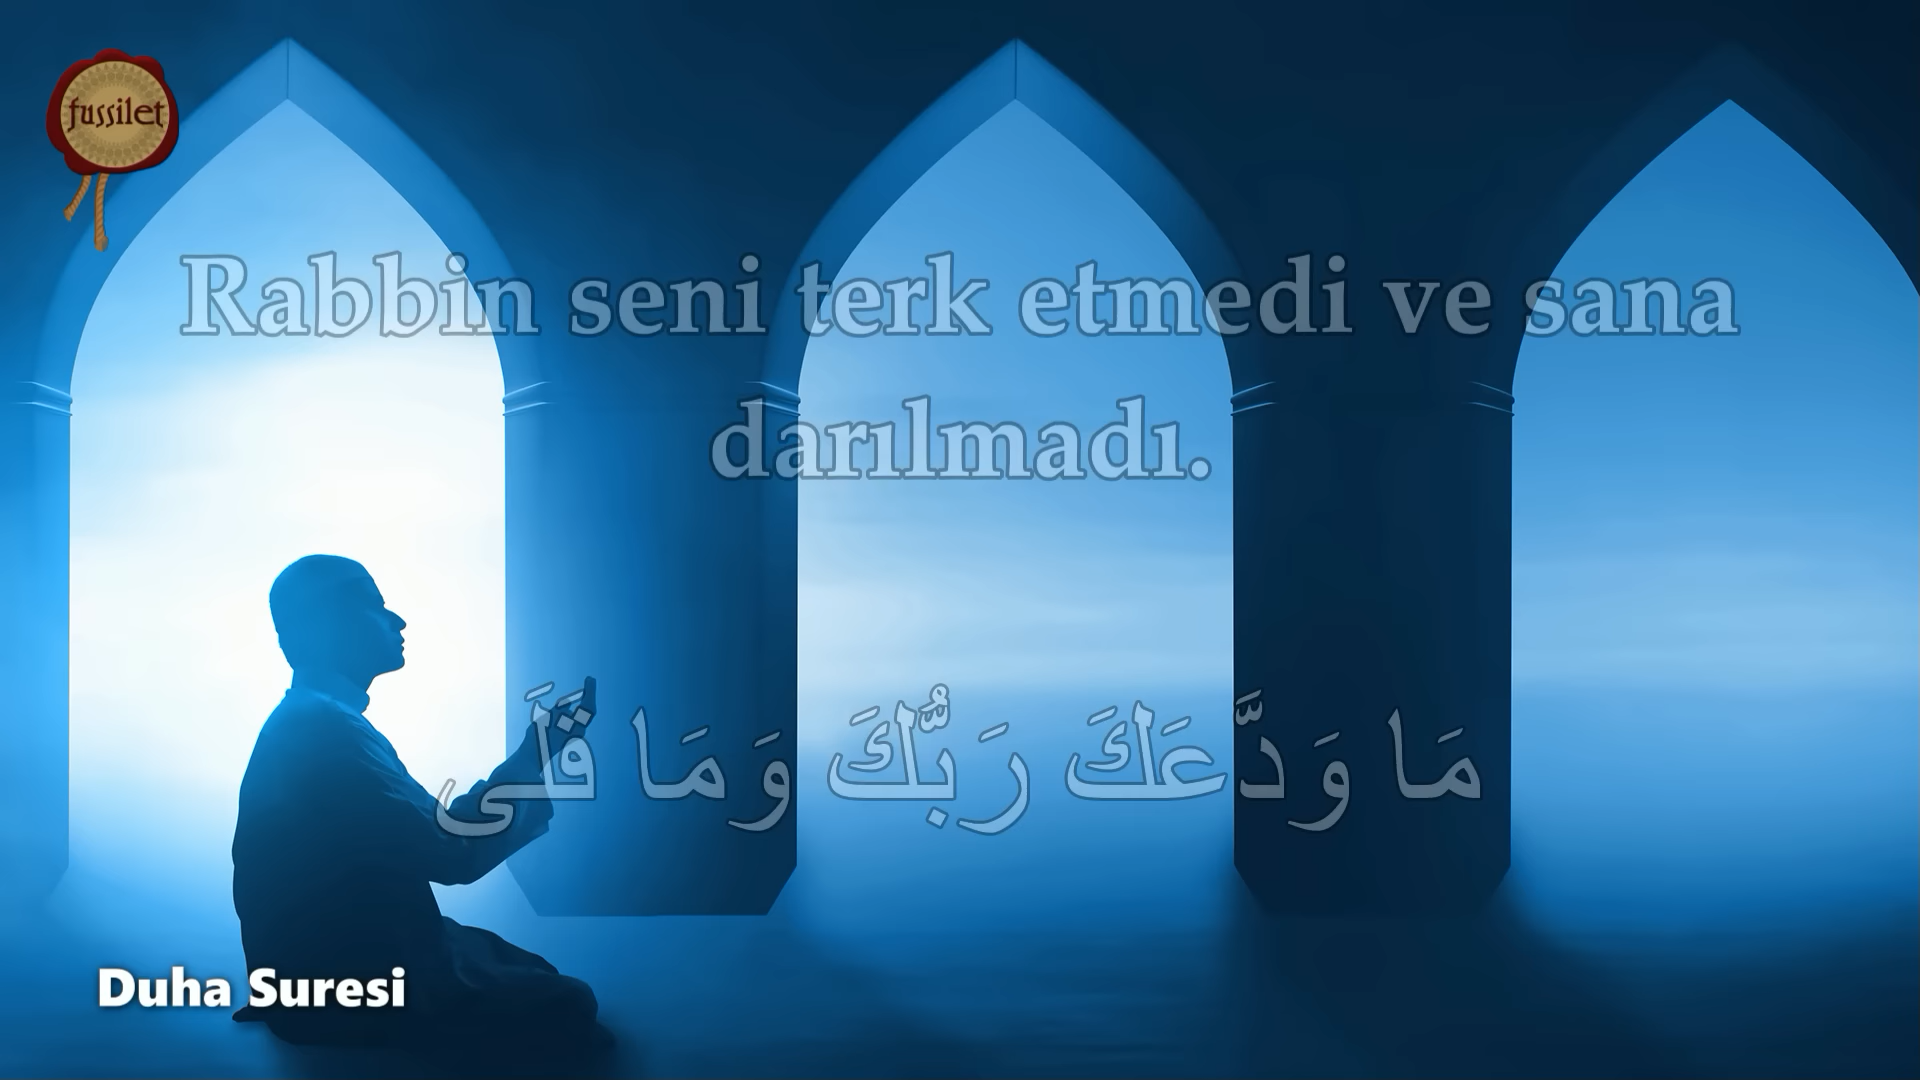 fussilet
Rabbin seni terk etmedi ve sana
darılmadı.
مَا وَدَّعَكَ رَبُّكَ وَمَا قَلَى
Duha Suresi